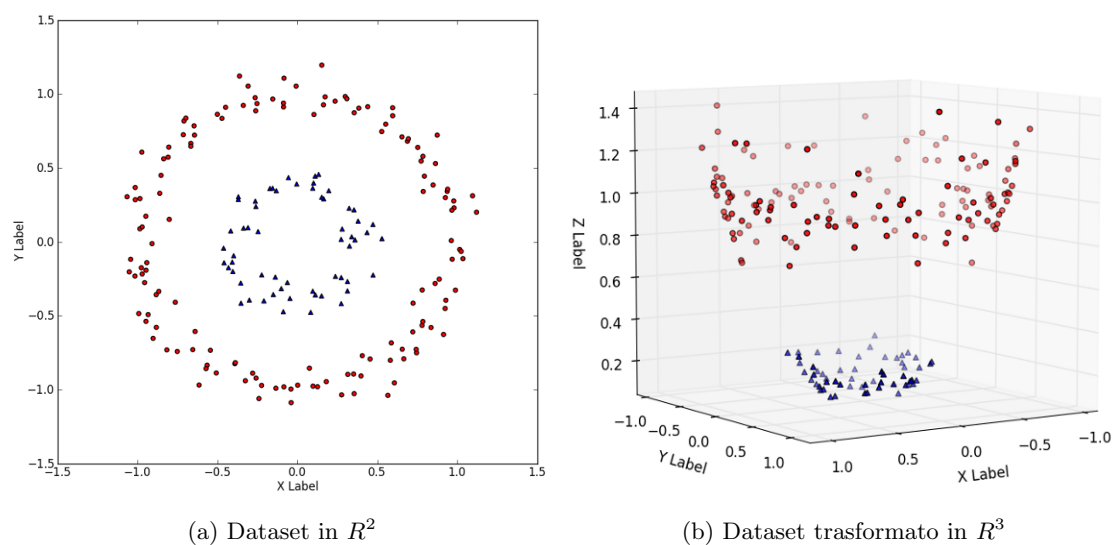 1.5
1.0
0.5
0.0
−0.5
−1.0
−1.5
Y Label
−1.5 −1.0 −0.5 0.0 0.5 1.0 1.5
X Label
(a) Dataset in R²
1.4
1.2
1.0
0.8
0.6
0.4
0.2
Z Label
−1.0 −0.5 0.0 0.5 1.0
Y Label
1.0 0.5 0.0 −0.5 −1.0
X Label
(b) Dataset trasformato in R³